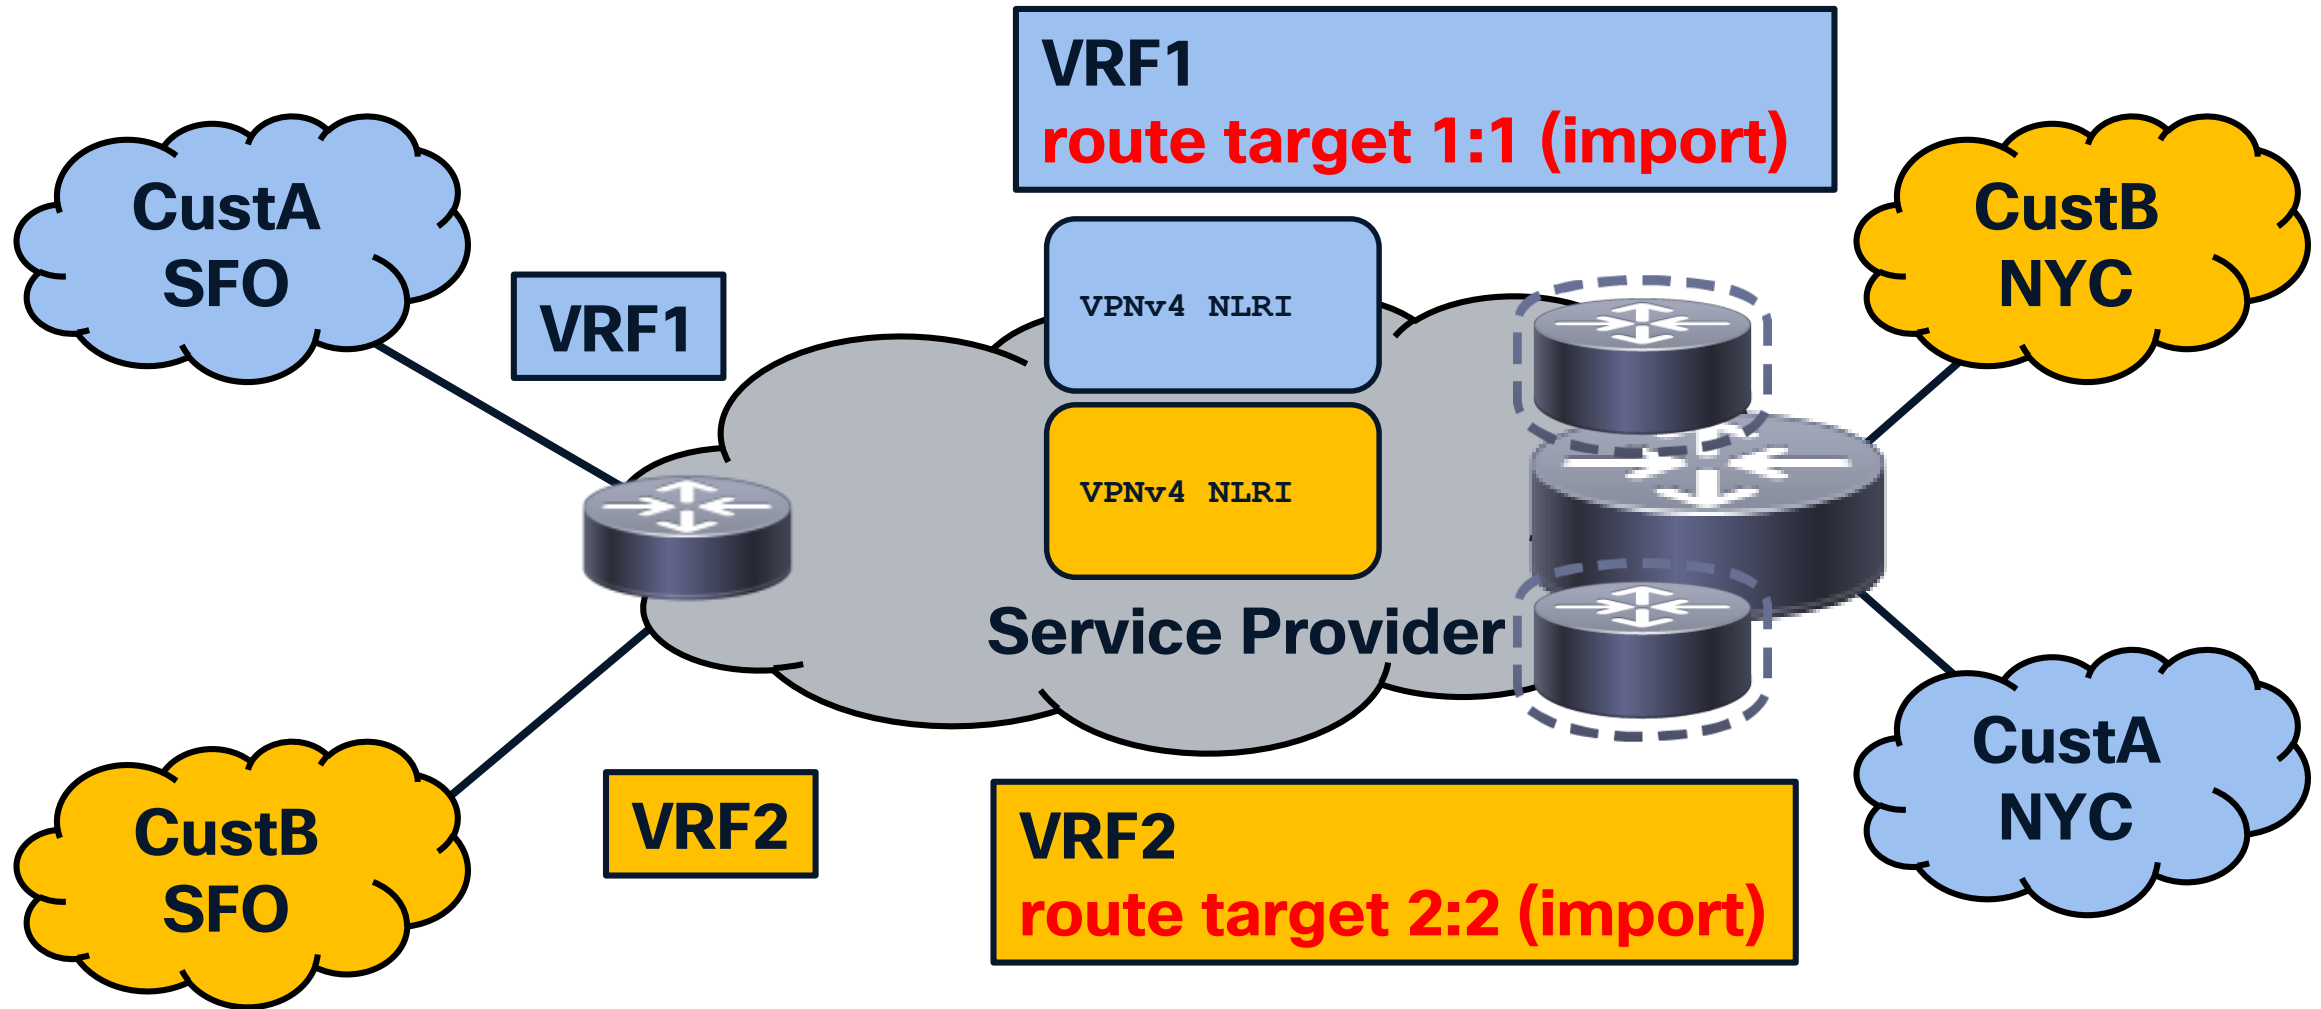 VRF1
route target 1:1 (import)
CustA
SFO
VRF1
VPNv4 NLRI
CustB
NYC
VPNv4 NLRI
Service Provider
CustB
SFO
VRF2
VRF2
route target 2:2 (import)
CustA
NYC